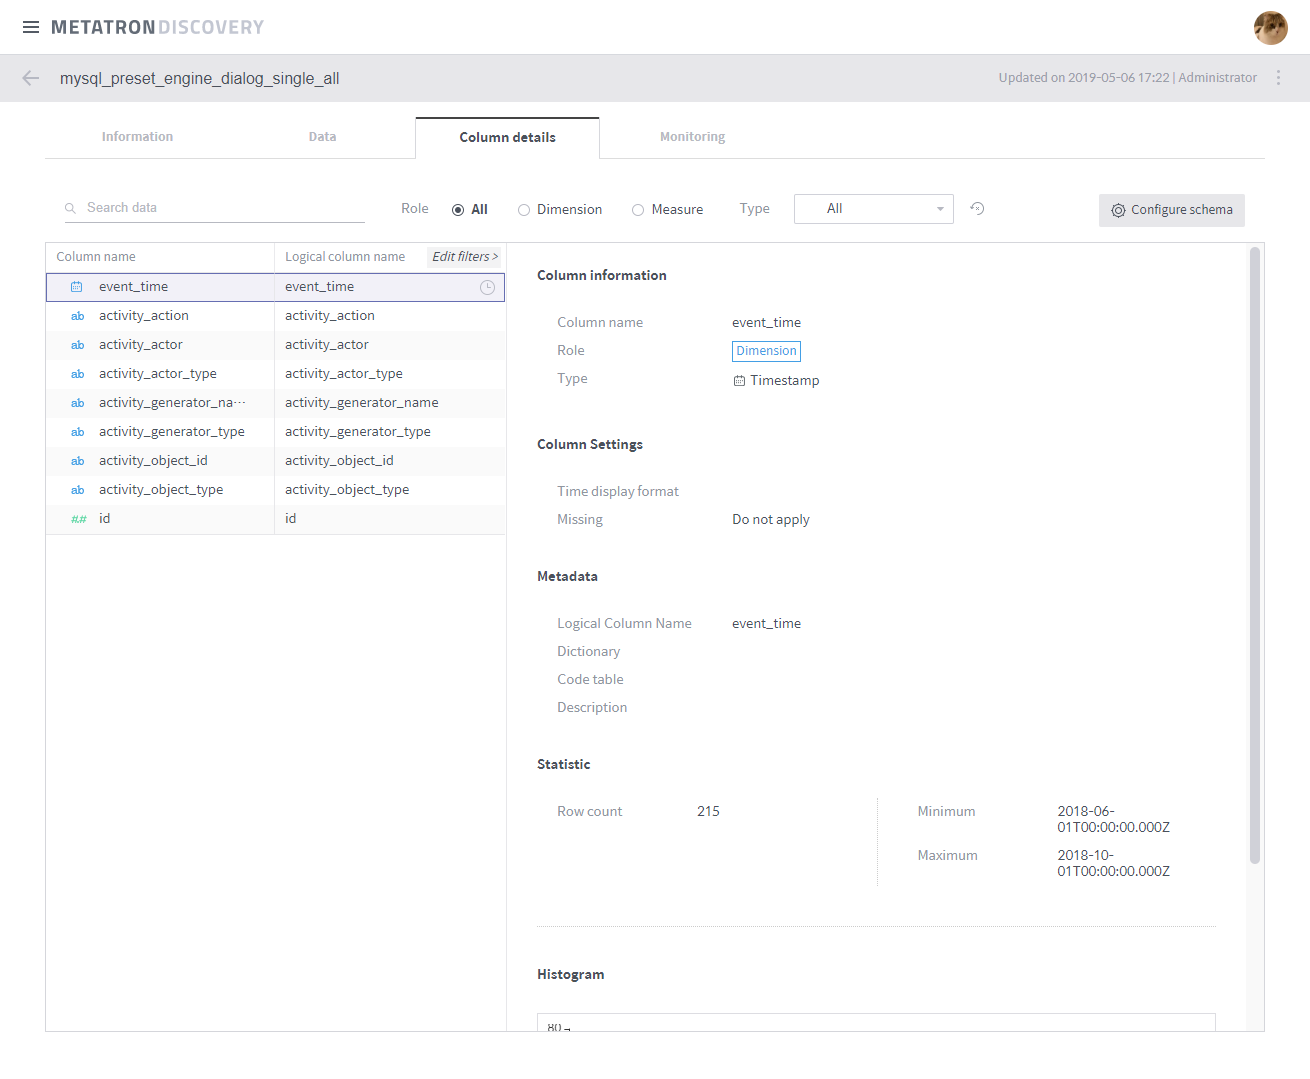 METATRON DISCOVERY
mysql_preset_engine_dialog_single_all
Updated on 2019-05-06 17:22 | Administrator
Information
Data
Column details
Monitoring
Search data
Role
All
Dimension
Measure
Type
All
Configure schema
Column name
Logical column name
Edit filters >
event_time
event_time
ab activity_action
activity_action
ab activity_actor
activity_actor
ab activity_actor_type
activity_actor_type
ab activity_generator_na···
activity_generator_name
ab activity_generator_type
activity_generator_type
ab activity_object_id
activity_object_id
ab activity_object_type
activity_object_type
#.# id
id
Column information
Column name event_time
Role Dimension
Type Timestamp
Column Settings
Time display format
Missing Do not apply
Metadata
Logical Column Name event_time
Dictionary
Code table
Description
Statistic
Row count 215
Minimum 2018-06-
01T00:00:00.000Z
Maximum 2018-10-
01T00:00:00.000Z
Histogram
80